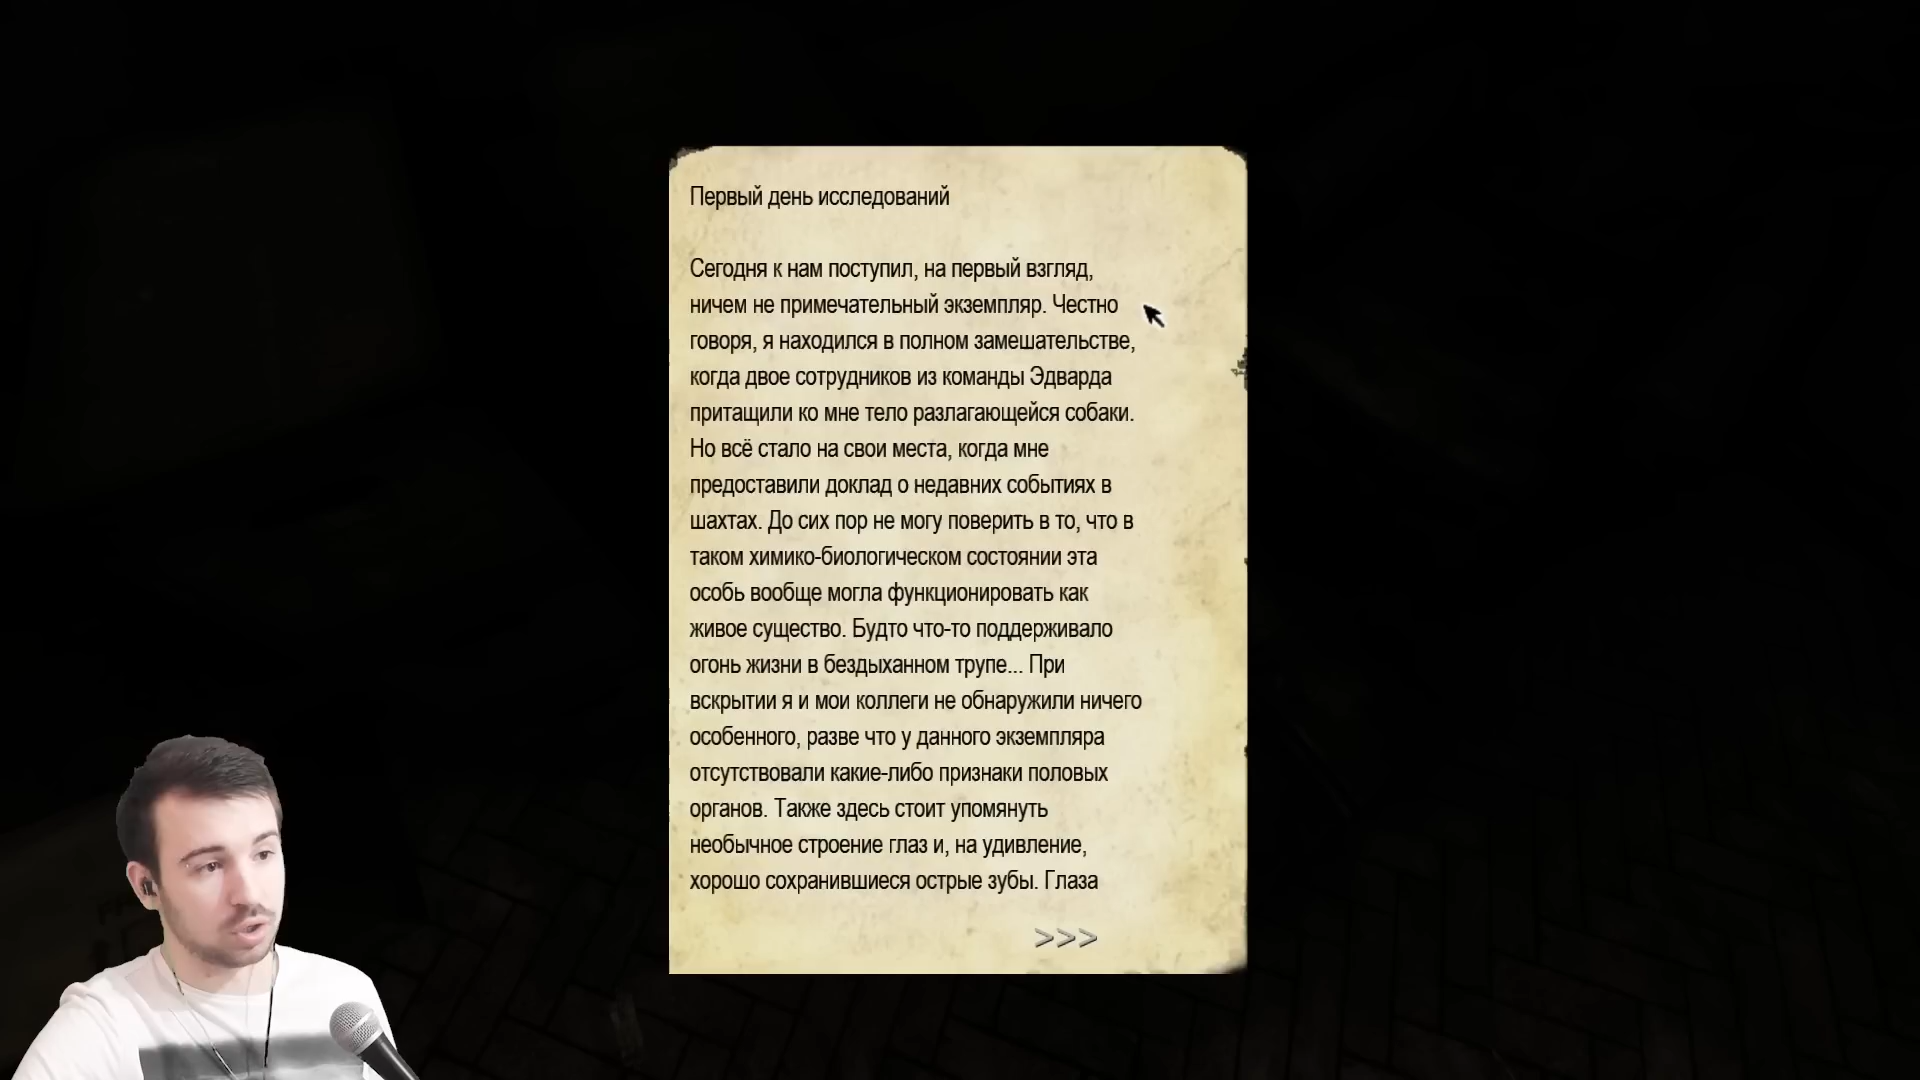 Первый день исследований
Сегодня к нам поступил, на первый взгляд,
ничем не примечательный экземпляр. Честно
говоря, я находился в полном замешательстве,
когда двое сотрудников из команды Эдварда
притащили ко мне тело разлагающейся собаки.
Но всё стало на свои места, когда мне
предоставили доклад о недавних событиях в
шахтах. До сих пор не могу поверить в то, что в
таком химико-биологическом состоянии эта
особь вообще могла функционировать как
живое существо. Будто что-то поддерживало
огонь жизни в бездыханном трупе... При
вскрытии я и мои коллеги не обнаружили ничего
особенного, разве что у данного экземпляра
отсутствовали какие-либо признаки половых
органов. Также здесь стоит упомянуть
необычное строение глаз и, на удивление,
хорошо сохранившиеся острые зубы. Глаза
>>>